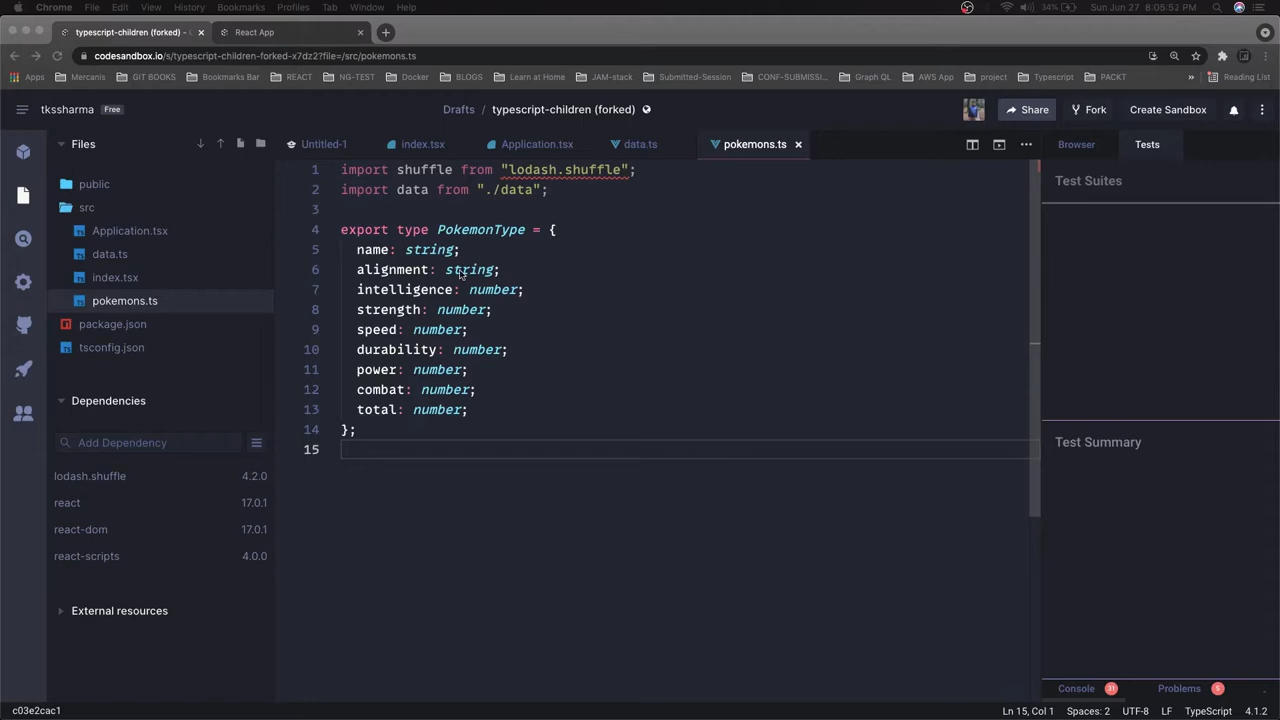 Chrome File Edit View History Bookmarks Profiles Tab Window Help 34% Sun Jun 27 8:05:52 PM
typescript-children (forked) - C React App
codesandbox.io/s/typescript-children-forked-x7dz2?file=/src/pokemons.ts
Apps Mercanis GIT BOOKS Bookmarks Bar REACT NG-TEST Docker BLOGS Learn at Home JAM-stack Submitted-Session CONF-SUBMISSI... Graph QL AWS App project Typescript PACKT » Reading List
tkssharma Free Drafts / typescript-children (forked) Share Fork Create Sandbox
Files Untitled-1 index.tsx Application.tsx data.ts pokemons.ts Browser Tests
1 import shuffle from "lodash.shuffle";
2 import data from "./data";
3
4 export type PokemonType = {
5 name: string;
6 alignment: string;
7 intelligence: number;
8 strength: number;
9 speed: number;
10 durability: number;
11 power: number;
12 combat: number;
13 total: number;
14 };
15
public
src
Application.tsx
data.ts
index.tsx
pokemons.ts
package.json
tsconfig.json
Dependencies
Add Dependency
lodash.shuffle 4.2.0
react 17.0.1
react-dom 17.0.1
react-scripts 4.0.0
External resources
Test Suites
Test Summary
Console 31 Problems 5
c03e2cac1 Ln 15, Col 1 Spaces: 2 UTF-8 LF TypeScript 4.1.2